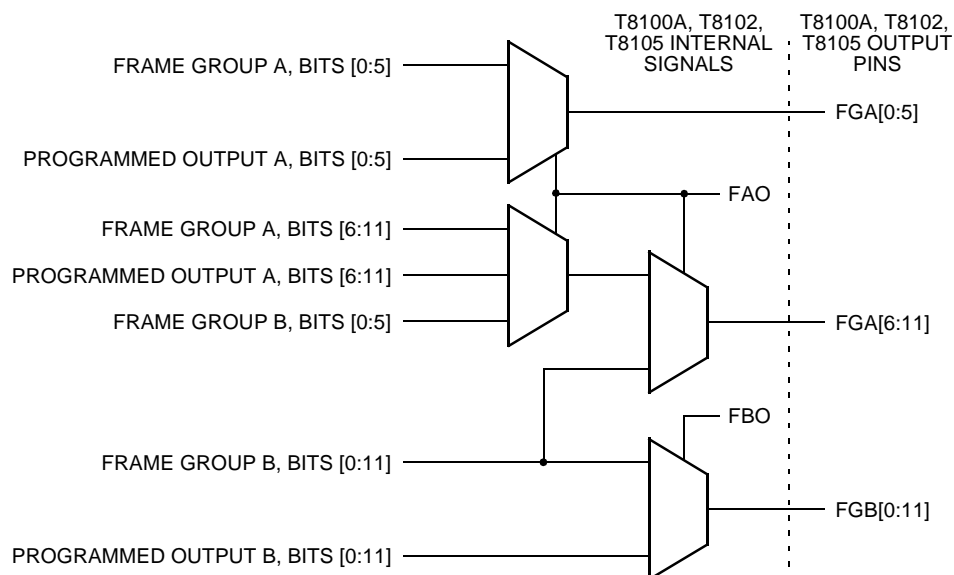 T8100A, T8102,
T8105 INTERNAL
SIGNALS
T8100A, T8102,
T8105 OUTPUT
PINS
FRAME GROUP A, BITS [0:5]
FGA[0:5]
PROGRAMMED OUTPUT A, BITS [0:5]
FAO
FRAME GROUP A, BITS [6:11]
PROGRAMMED OUTPUT A, BITS [6:11]
FRAME GROUP B, BITS [0:5]
FGA[6:11]
FBO
FRAME GROUP B, BITS [0:11]
FGB[0:11]
PROGRAMMED OUTPUT B, BITS [0:11]